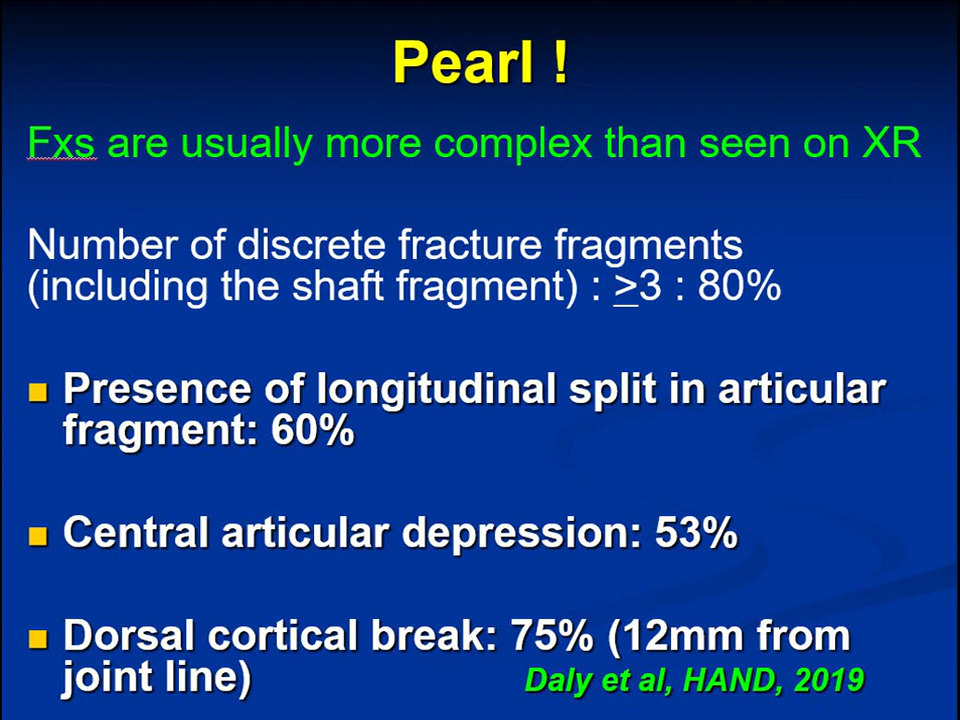 Pearl !
Fxs are usually more complex than seen on XR
Number of discrete fracture fragments
(including the shaft fragment) : ≥3 : 80%
Presence of longitudinal split in articular
fragment: 60%
Central articular depression: 53%
Dorsal cortical break: 75% (12mm from
joint line)
Daly et al, HAND, 2019